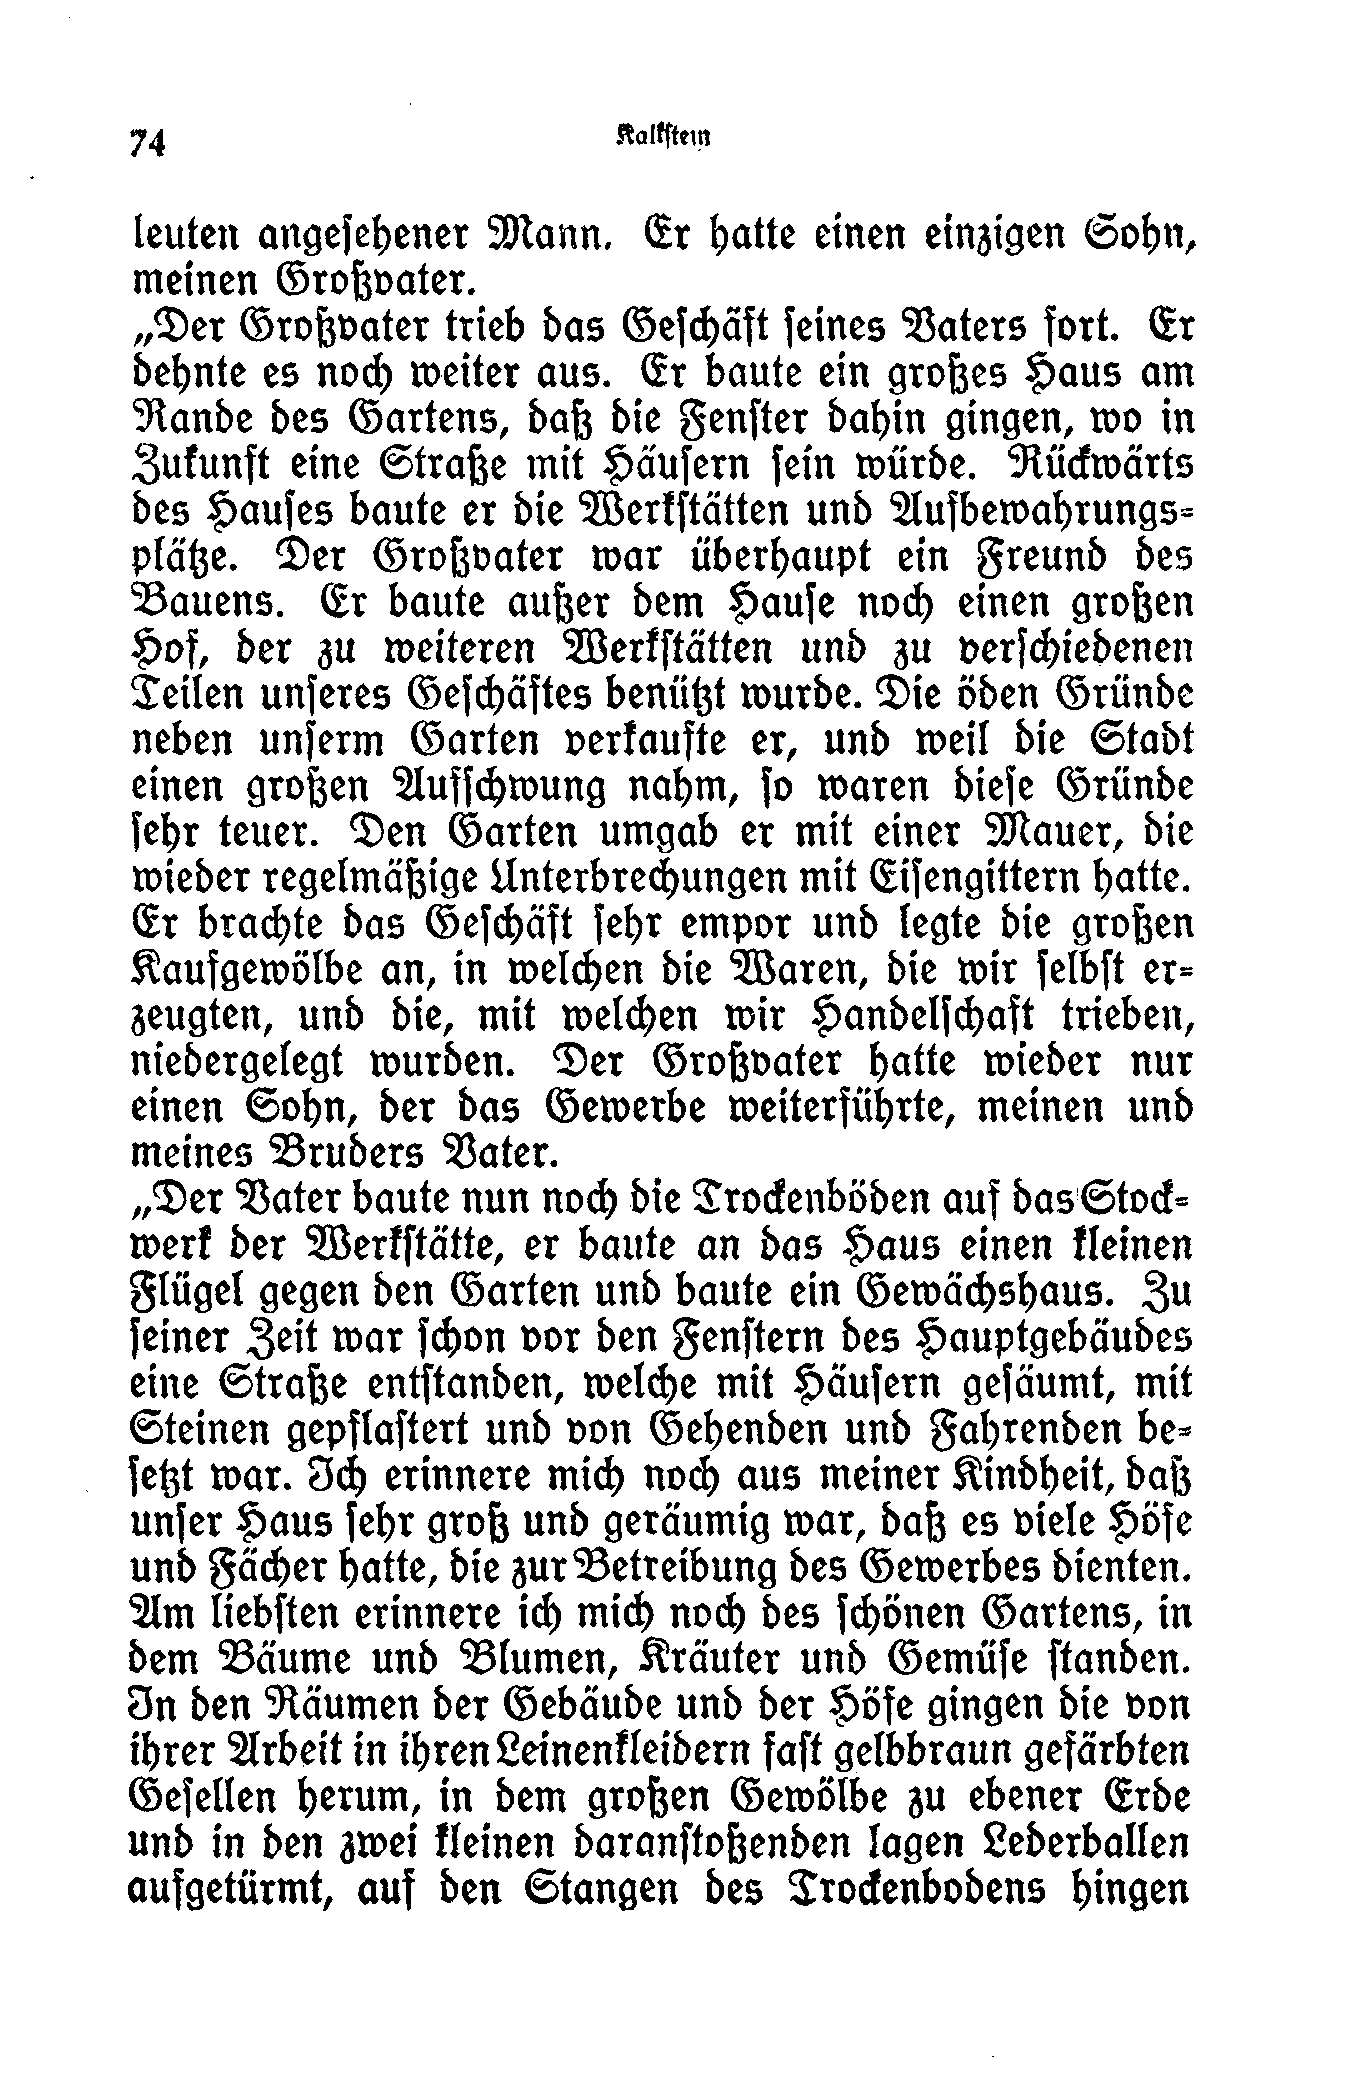 74
Kalkstein
leuten angesehener Mann. Er hatte einen einzigen Sohn,
meinen Großvater.
„Der Großvater trieb das Geschäft seines Vaters fort. Er
dehnte es noch weiter aus. Er baute ein großes Haus am
Rande des Gartens, daß die Fenster dahin gingen, wo in
Zukunft eine Straße mit Häusern sein würde. Rückwärts
des Hauses baute er die Werkstätten und Aufbewahrungs-
plätze. Der Großvater war überhaupt ein Freund des
Bauens. Er baute außer dem Hause noch einen großen
Hof, der zu weiteren Werkstätten und zu verschiedenen
Teilen unseres Geschäftes benützt wurde. Die öden Gründe
neben unserm Garten verkaufte er, und weil die Stadt
einen großen Aufschwung nahm, so waren diese Gründe
sehr teuer. Den Garten umgab er mit einer Mauer, die
wieder regelmäßige Unterbrechungen mit Eisengittern hatte.
Er brachte das Geschäft sehr empor und legte die großen
Kaufgewölbe an, in welchen die Waren, die wir selbst er-
zeugten, und die, mit welchen wir Handelschaft trieben,
niedergelegt wurden. Der Großvater hatte wieder nur
einen Sohn, der das Gewerbe weiterführte, meinen und
meines Bruders Vater.
„Der Vater baute nun noch die Trockenböden auf das Stock-
werk der Werkstätte, er baute an das Haus einen kleinen
Flügel gegen den Garten und baute ein Gewächshaus. Zu
seiner Zeit war schon vor den Fenstern des Hauptgebäudes
eine Straße entstanden, welche mit Häusern gesäumt, mit
Steinen gepflastert und von Gehenden und Fahrenden be-
setzt war. Ich erinnere mich noch aus meiner Kindheit, daß
unser Haus sehr groß und geräumig war, daß es viele Höfe
und Fächer hatte, die zur Betreibung des Gewerbes dienten.
Am liebsten erinnere ich mich noch des schönen Gartens, in
dem Bäume und Blumen, Kräuter und Gemüse standen.
In den Räumen der Gebäude und der Höfe gingen die von
ihrer Arbeit in ihren Leinenkleidern fast gelbbraun gefärbten
Gesellen herum, in dem großen Gewölbe zu ebener Erde
und in den zwei kleinen daranstoßenden lagen Lederballen
aufgetürmt, auf den Stangen des Trockenbodens hingen